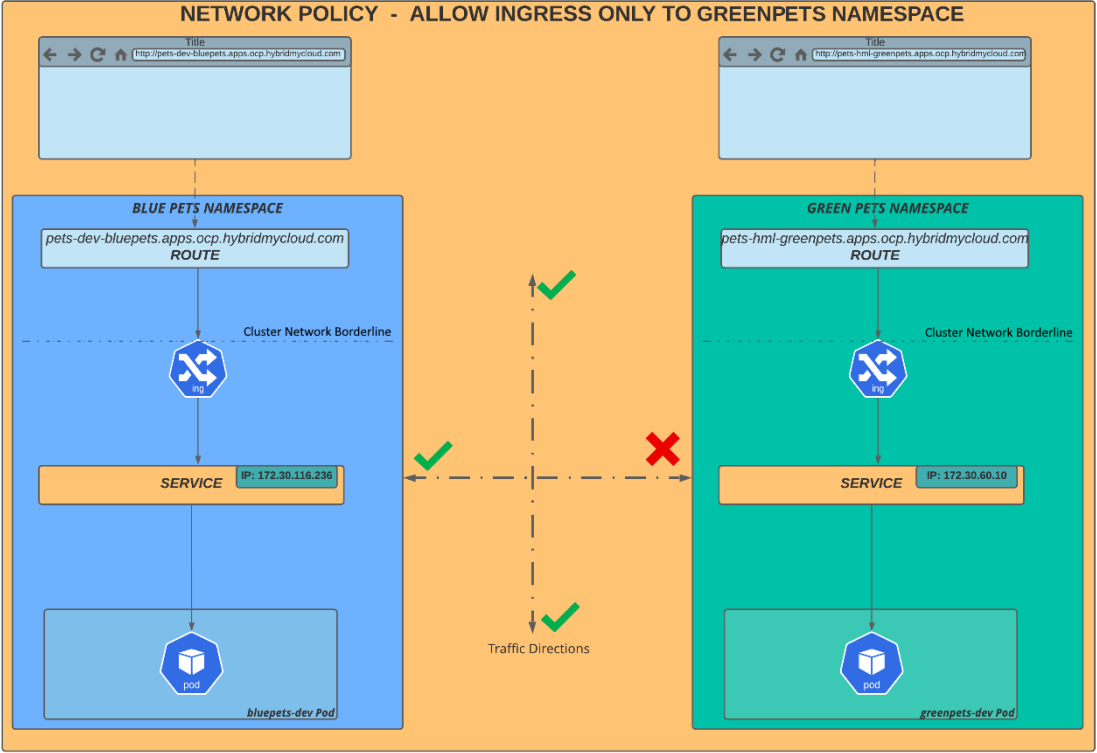 NETWORK POLICY - ALLOW INGRESS ONLY TO GREENPETS NAMESPACE
Title
http://pets-dev-bluepets.apps.ocp.hybridmycloud.com
Title
http://pets-hml-greenpets.apps.ocp.hybridmycloud.com
BLUE PETS NAMESPACE
pets-dev-bluepets.apps.ocp.hybridmycloud.com
ROUTE
Cluster Network Borderline
ing
SERVICE
IP: 172.30.116.236
pod
bluepets-dev Pod
Traffic Directions
GREEN PETS NAMESPACE
pets-hml-greenpets.apps.ocp.hybridmycloud.com
ROUTE
Cluster Network Borderline
ing
SERVICE
IP: 172.30.60.10
pod
greenpets-dev Pod